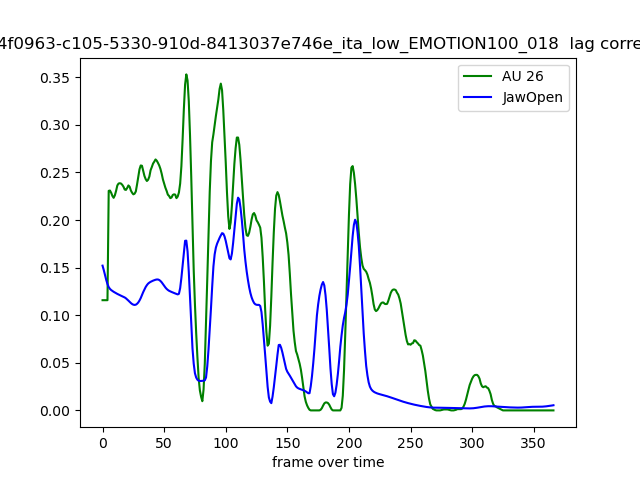 4f0963-c105-5330-910d-8413037e746e_ita_low_EMOTION100_018 lag corre
AU 26
JawOpen
0.35
0.30
0.25
0.20
0.15
0.10
0.05
0.00
0 50 100 150 200 250 300 350
frame over time